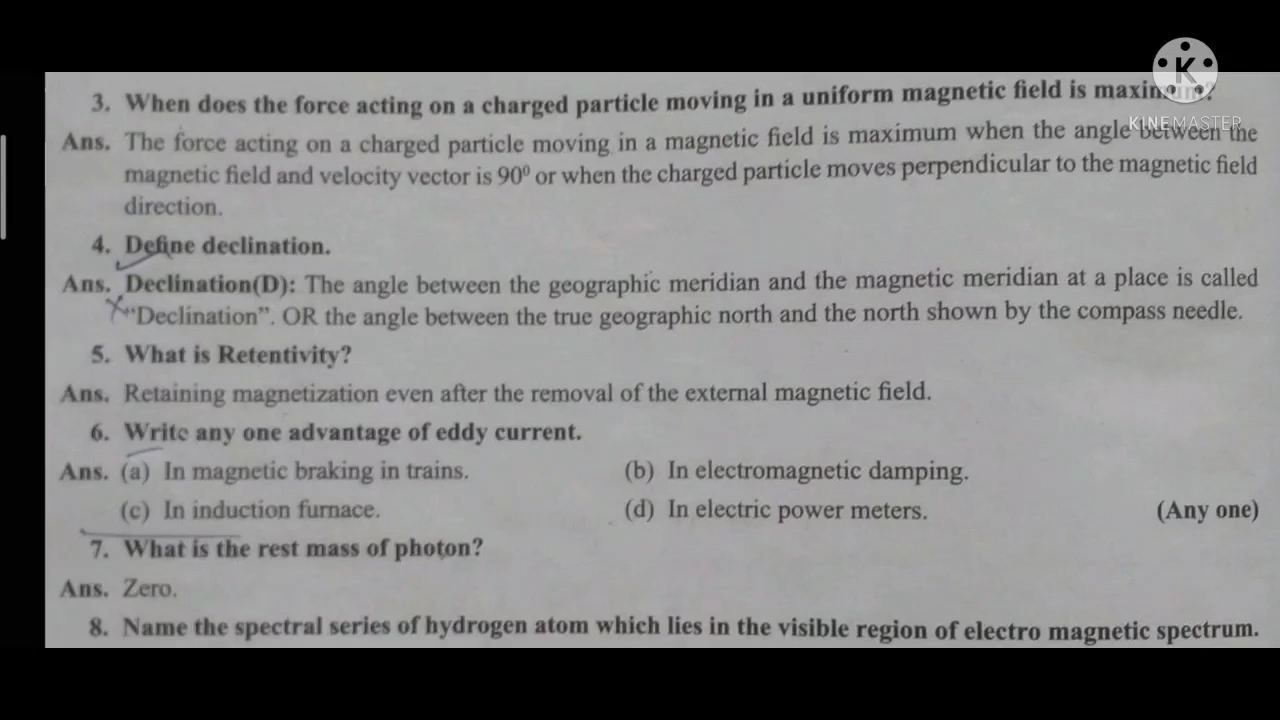 3. When does the force acting on a charged particle moving in a uniform magnetic field is maximum?
KINEMASTER
Ans. The force acting on a charged particle moving in a magnetic field is maximum when the angle between the
magnetic field and velocity vector is 90⁰ or when the charged particle moves perpendicular to the magnetic field
direction.
4. Define declination.
Ans. Declination(D): The angle between the geographic meridian and the magnetic meridian at a place is called
"Declination". OR the angle between the true geographic north and the north shown by the compass needle.
5. What is Retentivity?
Ans. Retaining magnetization even after the removal of the external magnetic field.
6. Write any one advantage of eddy current.
Ans. (a) In magnetic braking in trains. (b) In electromagnetic damping.
(c) In induction furnace. (d) In electric power meters. (Any one)
7. What is the rest mass of photon?
Ans. Zero.
8. Name the spectral series of hydrogen atom which lies in the visible region of electro magnetic spectrum.